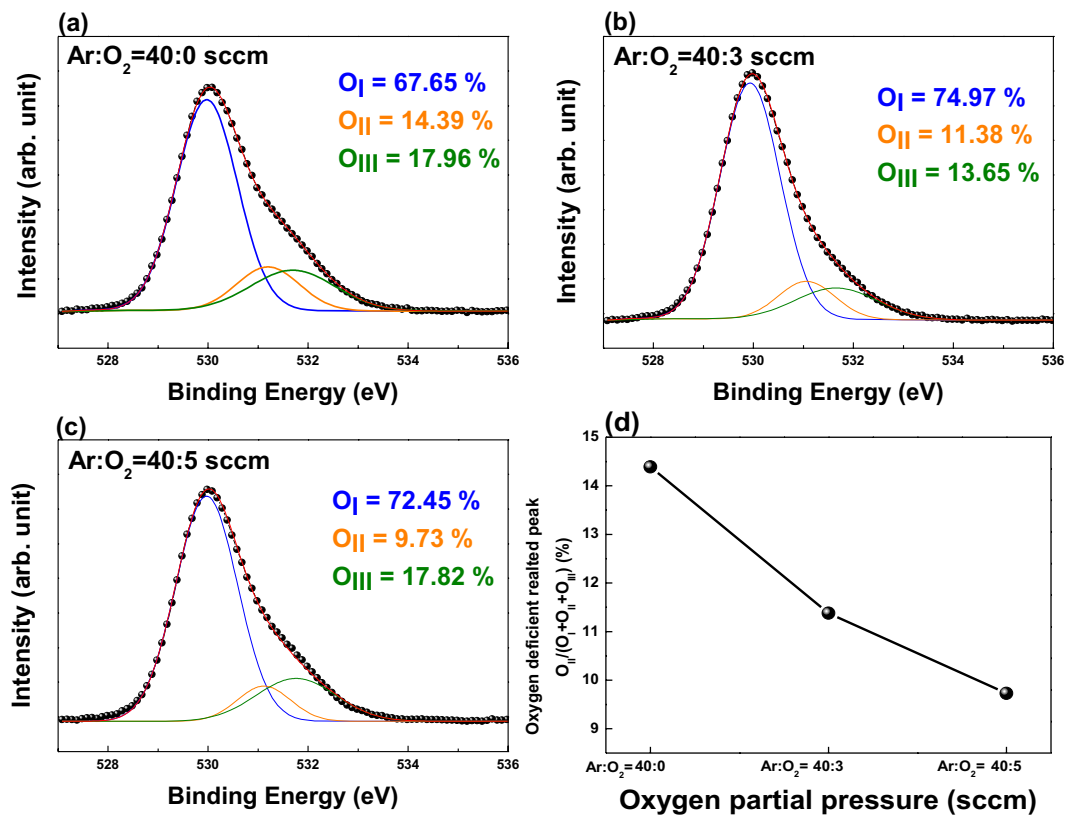 (a)
Ar:O2=40:0 sccm
OI = 67.65 %
OII = 14.39 %
OIII = 17.96 %
Intensity (arb. unit)
528 530 532 534 536
Binding Energy (eV)
(b)
Ar:O2=40:3 sccm
OI = 74.97 %
OII = 11.38 %
OIII = 13.65 %
Intensity (arb. unit)
528 530 532 534 536
Binding Energy (eV)
(c)
Ar:O2=40:5 sccm
OI = 72.45 %
OII = 9.73 %
OIII = 17.82 %
Intensity (arb. unit)
528 530 532 534 536
Binding Energy (eV)
(d)
Oxygen deficient realted peak
OII/(OI+OII+OIII) (%)
15
14
13
12
11
10
9
Ar:O2= 40:0 Ar:O2= 40:3 Ar:O2= 40:5
Oxygen partial pressure (sccm)